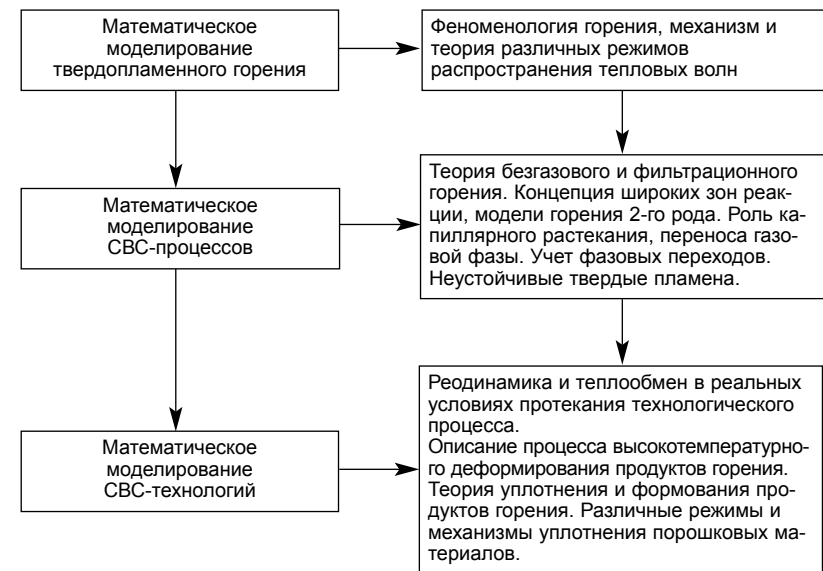 Математическое
моделирование
твердопламенного горения
Феноменология горения, механизм и
теория различных режимов
распространения тепловых волн
Математическое
моделирование
СВС-процессов
Теория безгазового и фильтрационного
горения. Концепция широких зон реак-
ции, модели горения 2-го рода. Роль ка-
пиллярного растекания, переноса газо-
вой фазы. Учет фазовых переходов.
Неустойчивые твердые пламена.
Математическое
моделирование
СВС-технологий
Реодинамика и теплообмен в реальных
условиях протекания технологического
процесса.
Описание процесса высокотемпературно-
го деформирования продуктов горения.
Теория уплотнения и формования про-
дуктов горения. Различные режимы и
механизмы уплотнения порошковых ма-
териалов.